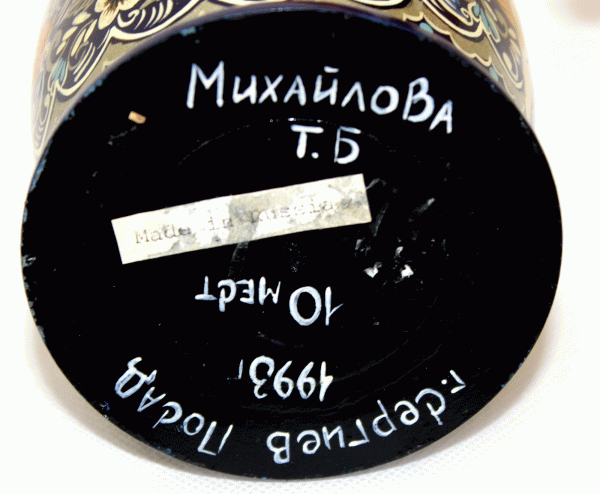 Михайлова
Т.Б
Made in Russia
10 мест
1993г
г. Сергиев Посад